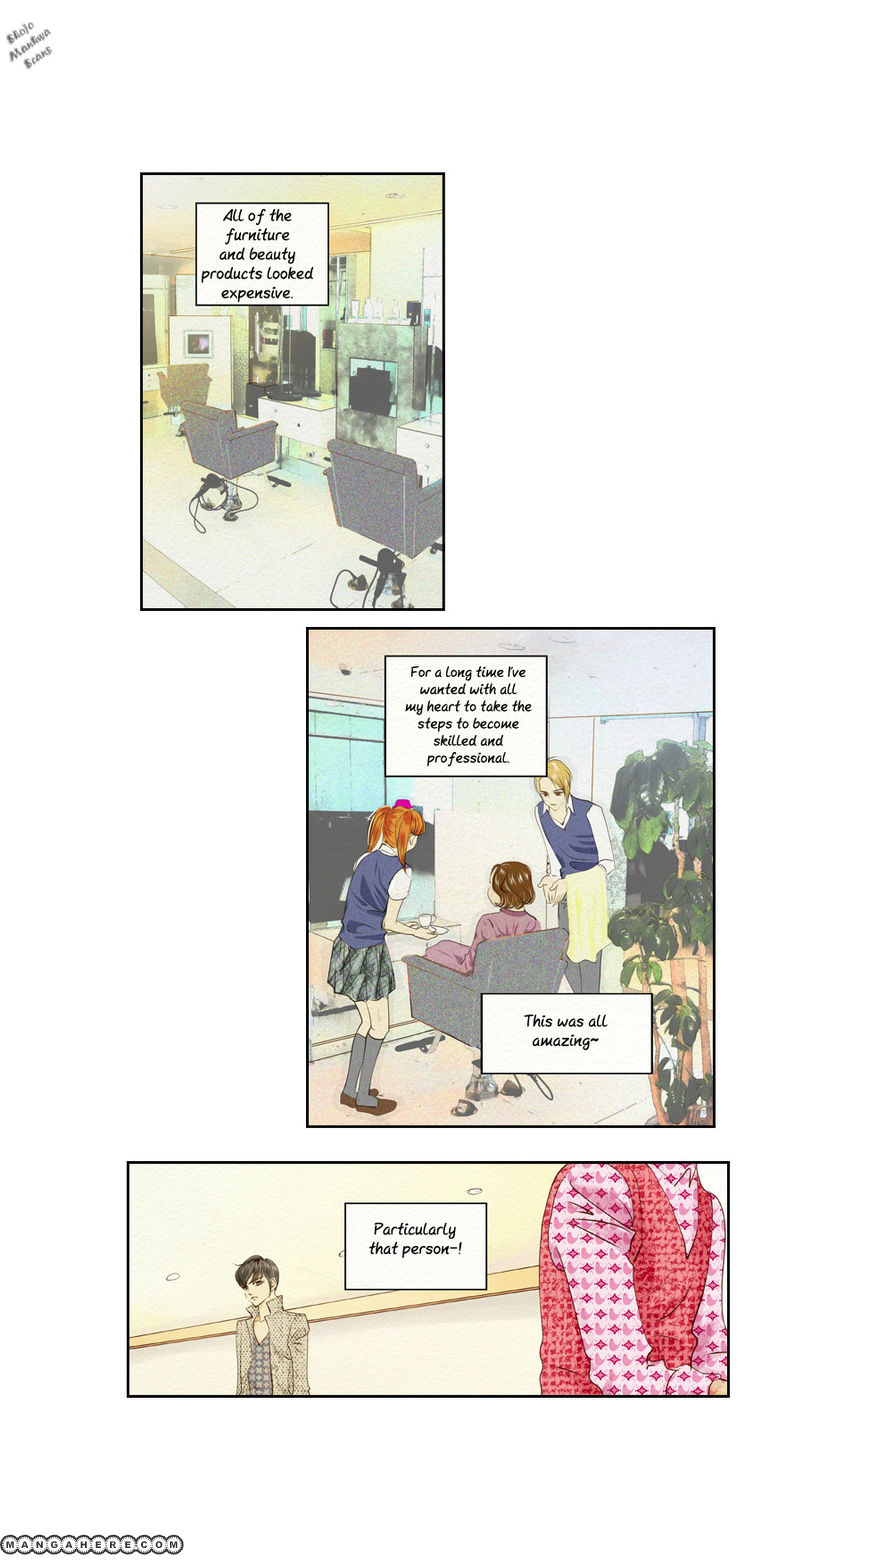 Shojo
Manhwa
Scans
All of the
furniture
and beauty
products looked
expensive.
For a long time I've
wanted with all
my heart to take the
steps to become
skilled and
professional.
This was all
amazing~
Particularly
that person-!
MANGAHERE.COM